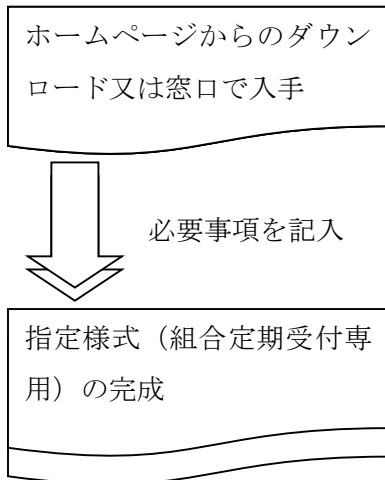 ホームページからのダウン
ロード又は窓口で入手
必要事項を記入
指定様式（組合定期受付専
用）の完成